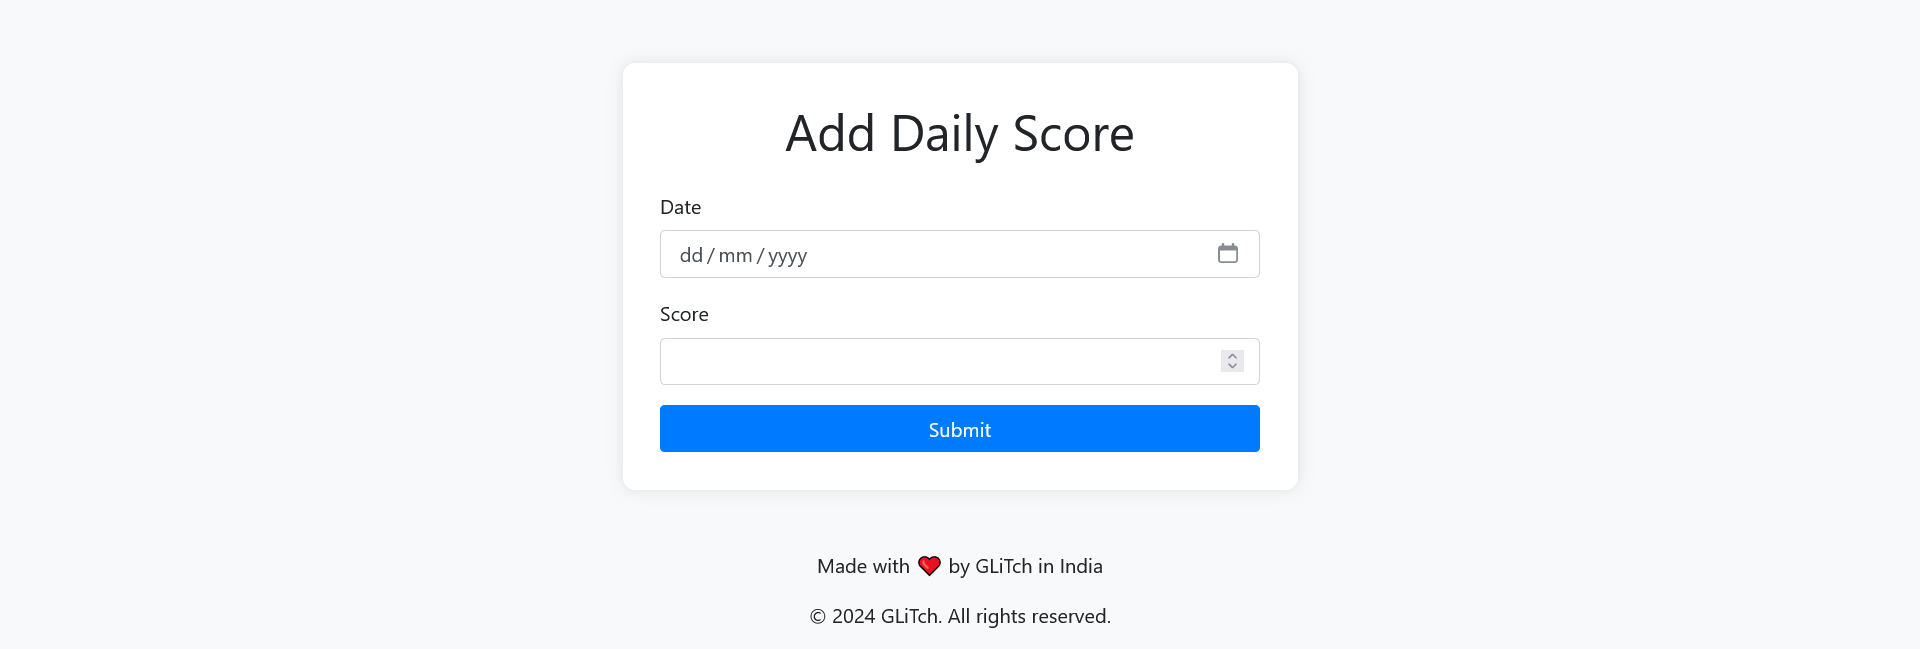 Add Daily Score
Date
dd/mm/yyyy
Score
Submit
Made with ❤️ by GLiTch in India
© 2024 GLiTch. All rights reserved.